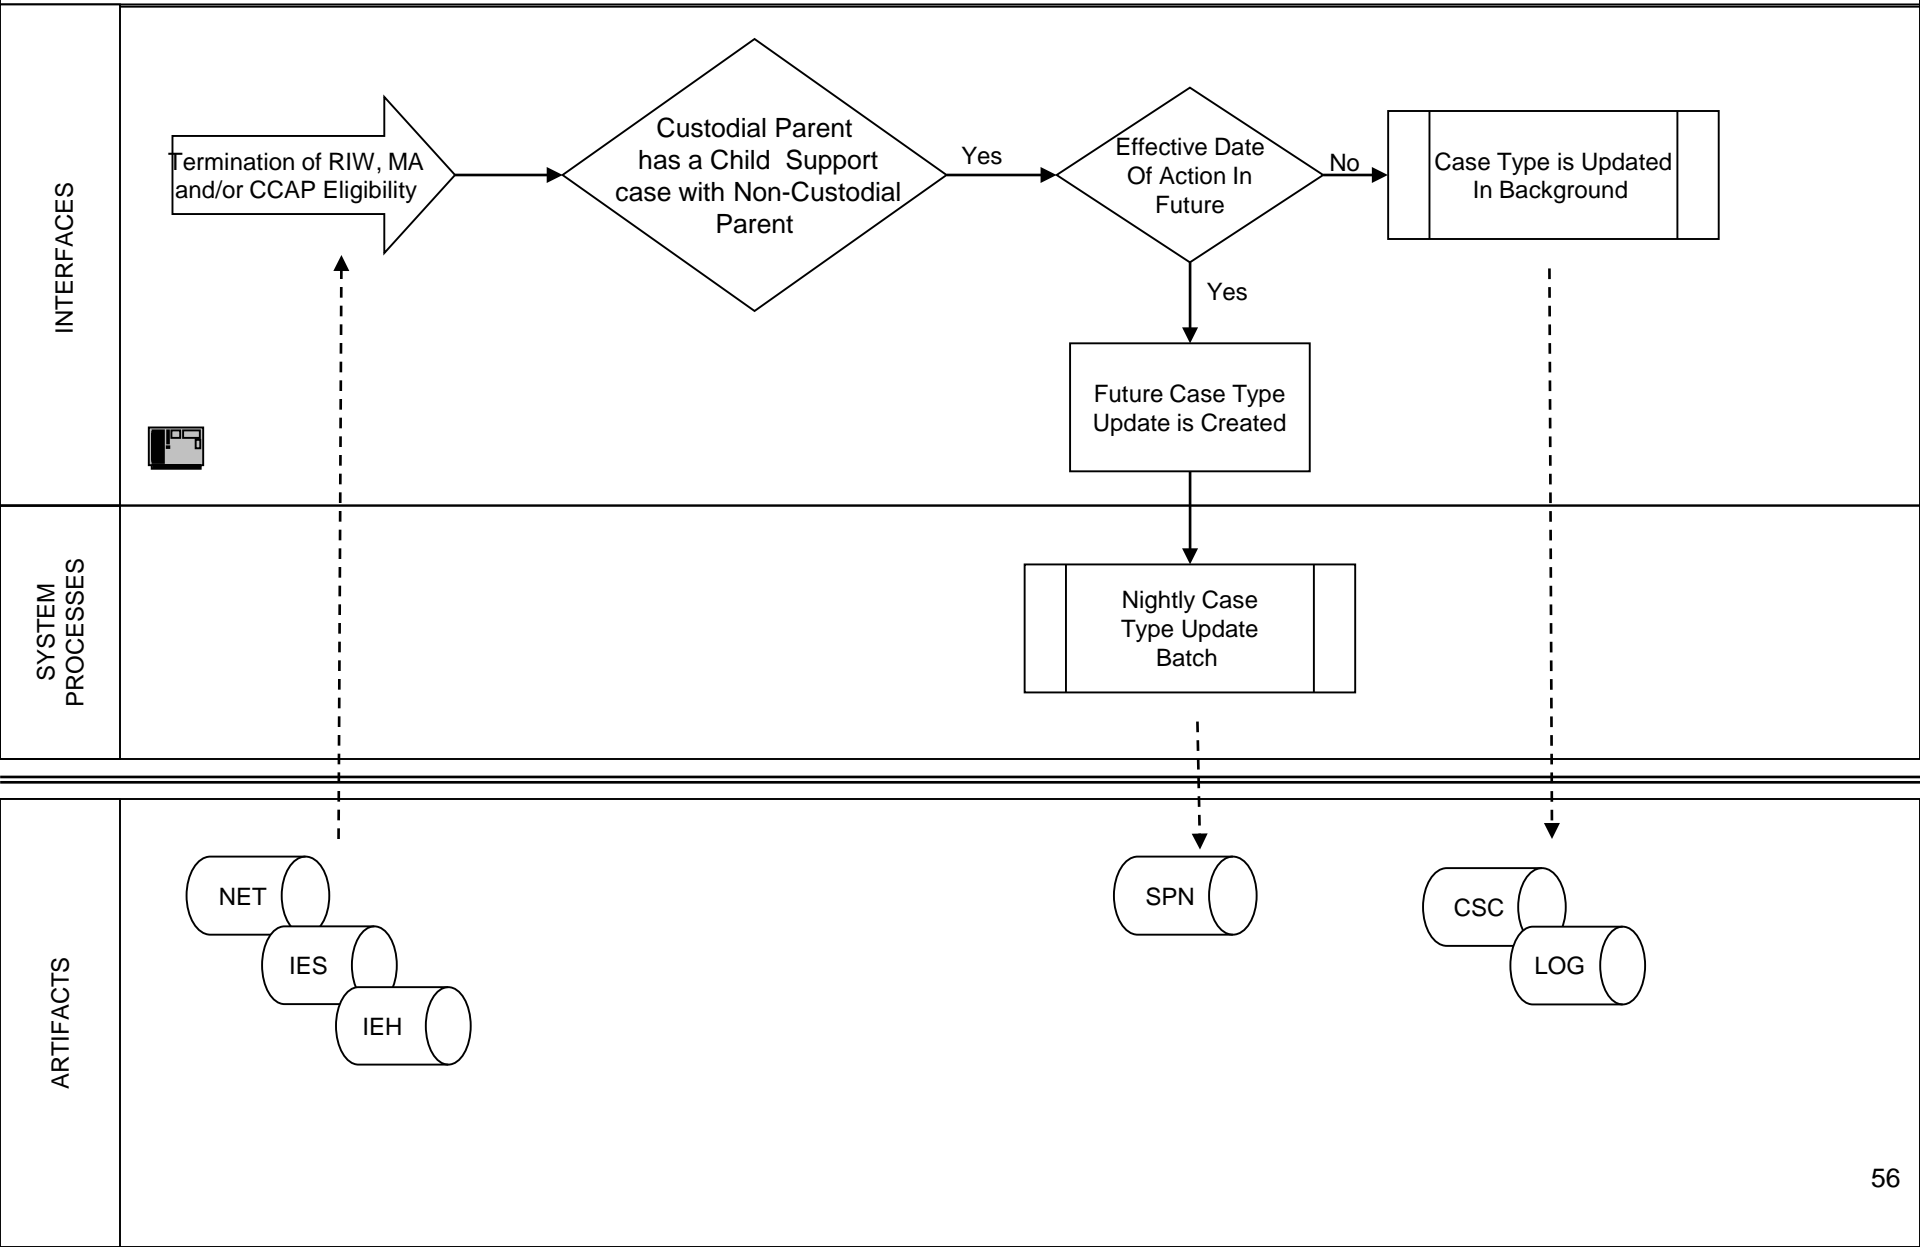 INTERFACES
Termination of RIW, MA
and/or CCAP Eligibility
Custodial Parent
has a Child Support
case with Non-Custodial
Parent
Yes
Effective Date
Of Action In
Future
No
Case Type is Updated
In Background
Yes
Future Case Type
Update is Created
SYSTEM
PROCESSES
Nightly Case
Type Update
Batch
ARTIFACTS
NET
IES
IEH
SPN
CSC
LOG
56